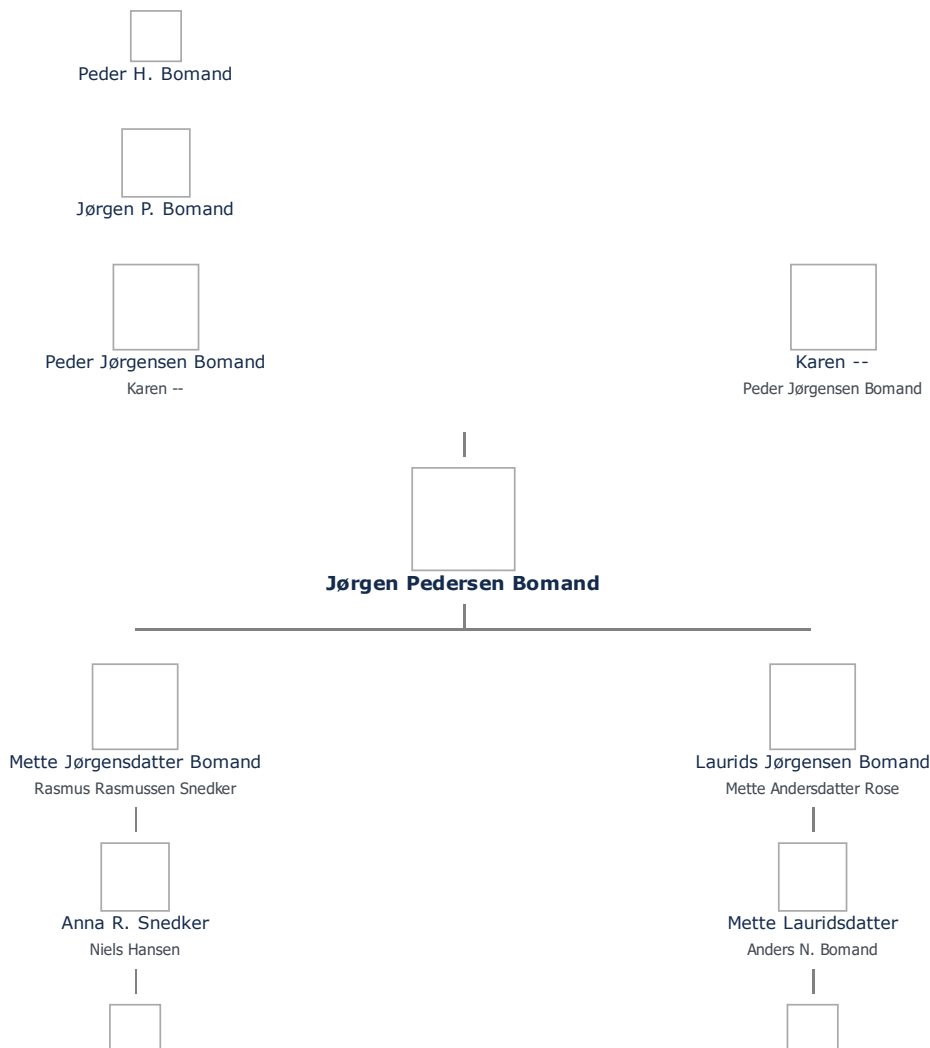 Peder H. Bomand
Jørgen P. Bomand
Peder Jørgensen Bomand
Karen --
Karen --
Peder Jørgensen Bomand
Jørgen Pedersen Bomand
Mette Jørgensdatter Bomand
Rasmus Rasmussen Snedker
Laurids Jørgensen Bomand
Mette Andersdatter Rose
Anna R. Snedker
Niels Hansen
Mette Lauridsdatter
Anders N. Bomand